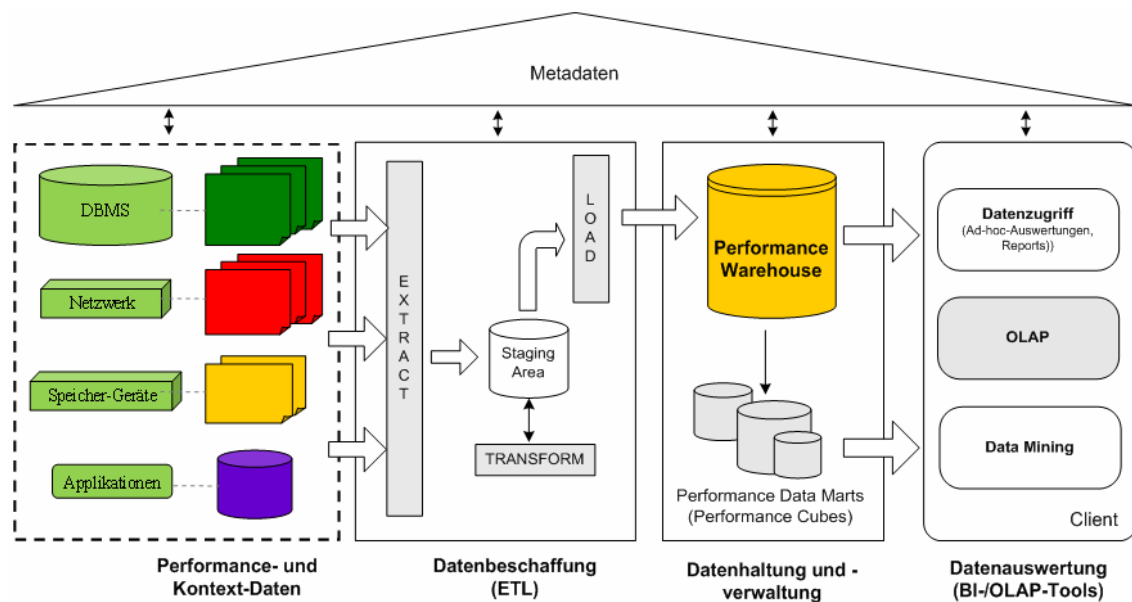 Metadaten
DBMS
Netzwerk
Speicher-Geräte
Applikationen
Performance- und
Kontext-Daten
EXTRACT
LOAD
Staging
Area
TRANSFORM
Datenbeschaffung
(ETL)
Performance
Warehouse
Performance Data Marts
(Performance Cubes)
Datenhaltung und -
verwaltung
Datenzugriff
(Ad-hoc-Auswertungen,
Reports))
OLAP
Data Mining
Client
Datenauswertung
(BI-/OLAP-Tools)